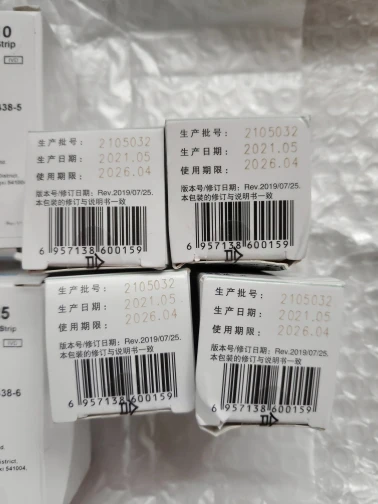 0
Strip
IVD
638-5
生产批号： 2105032
生产日期： 2021.05
使用期限： 2026.04
版本号/修订日期：Rev.2019/07/25.
本包装的修订与说明书一致
6 957138 600159
生产批号： 2105032
生产日期： 2021.05
使用期限： 2026.04
版本号/修订日期：Rev.2019/07/25.
本包装的修订与说明书一致
6 957138 600159
5
Strip
38-6
District.
541004,
生产批号： 2105032
生产日期： 2021.05
使用期限： 2026.04
版本号/修订日期：Rev.2019/07/25.
本包装的修订与说明书一致
6 957138 600159
生产批号： 2105032
生产日期： 2021.05
使用期限： 2026.04
版本号/修订日期：Rev.2019/07/25.
本包装的修订与说明书一致
6 957138 600159